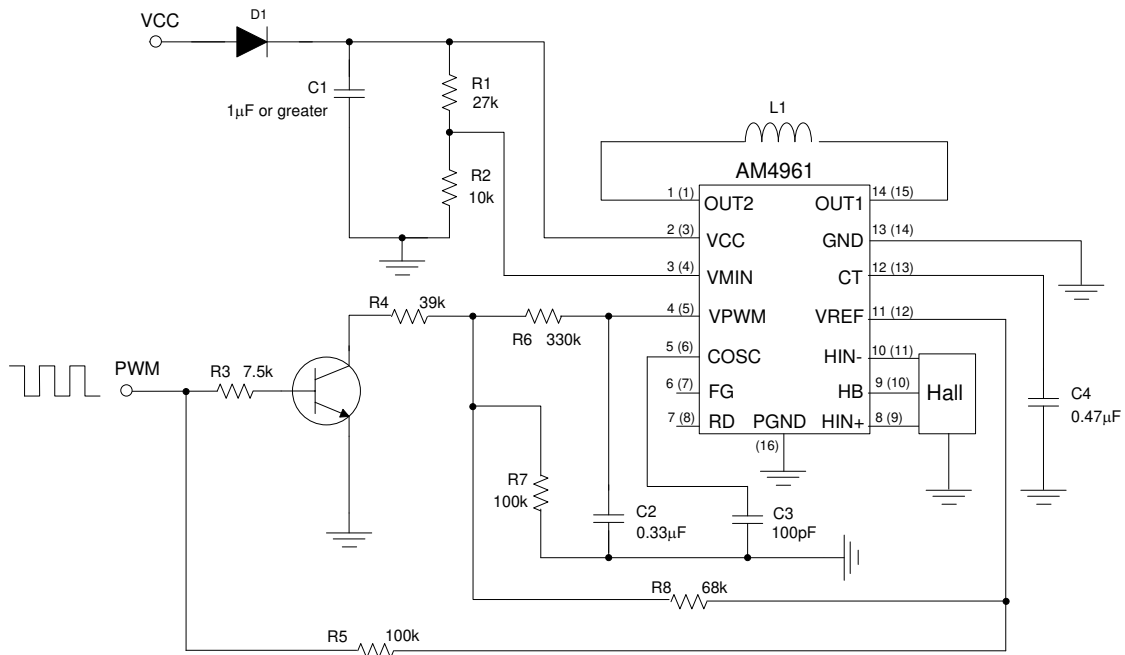 VCC
D1
C1
1µF or greater
R1
27k
R2
10k
L1
AM4961
1 (1)
OUT2
OUT1
14 (15)
2 (3)
VCC
GND
13 (14)
3 (4)
VMIN
CT
12 (13)
R4
39k
4 (5)
VPWM
VREF
11 (12)
R6
330k
5 (6)
COSC
HIN-
10 (11)
PWM
R3
7.5k
6 (7)
FG
HB
9 (10)
Hall
C4
0.47µF
7 (8)
RD
PGND
HIN+
8 (9)
(16)
R7
100k
C2
0.33µF
C3
100pF
R8
68k
R5
100k